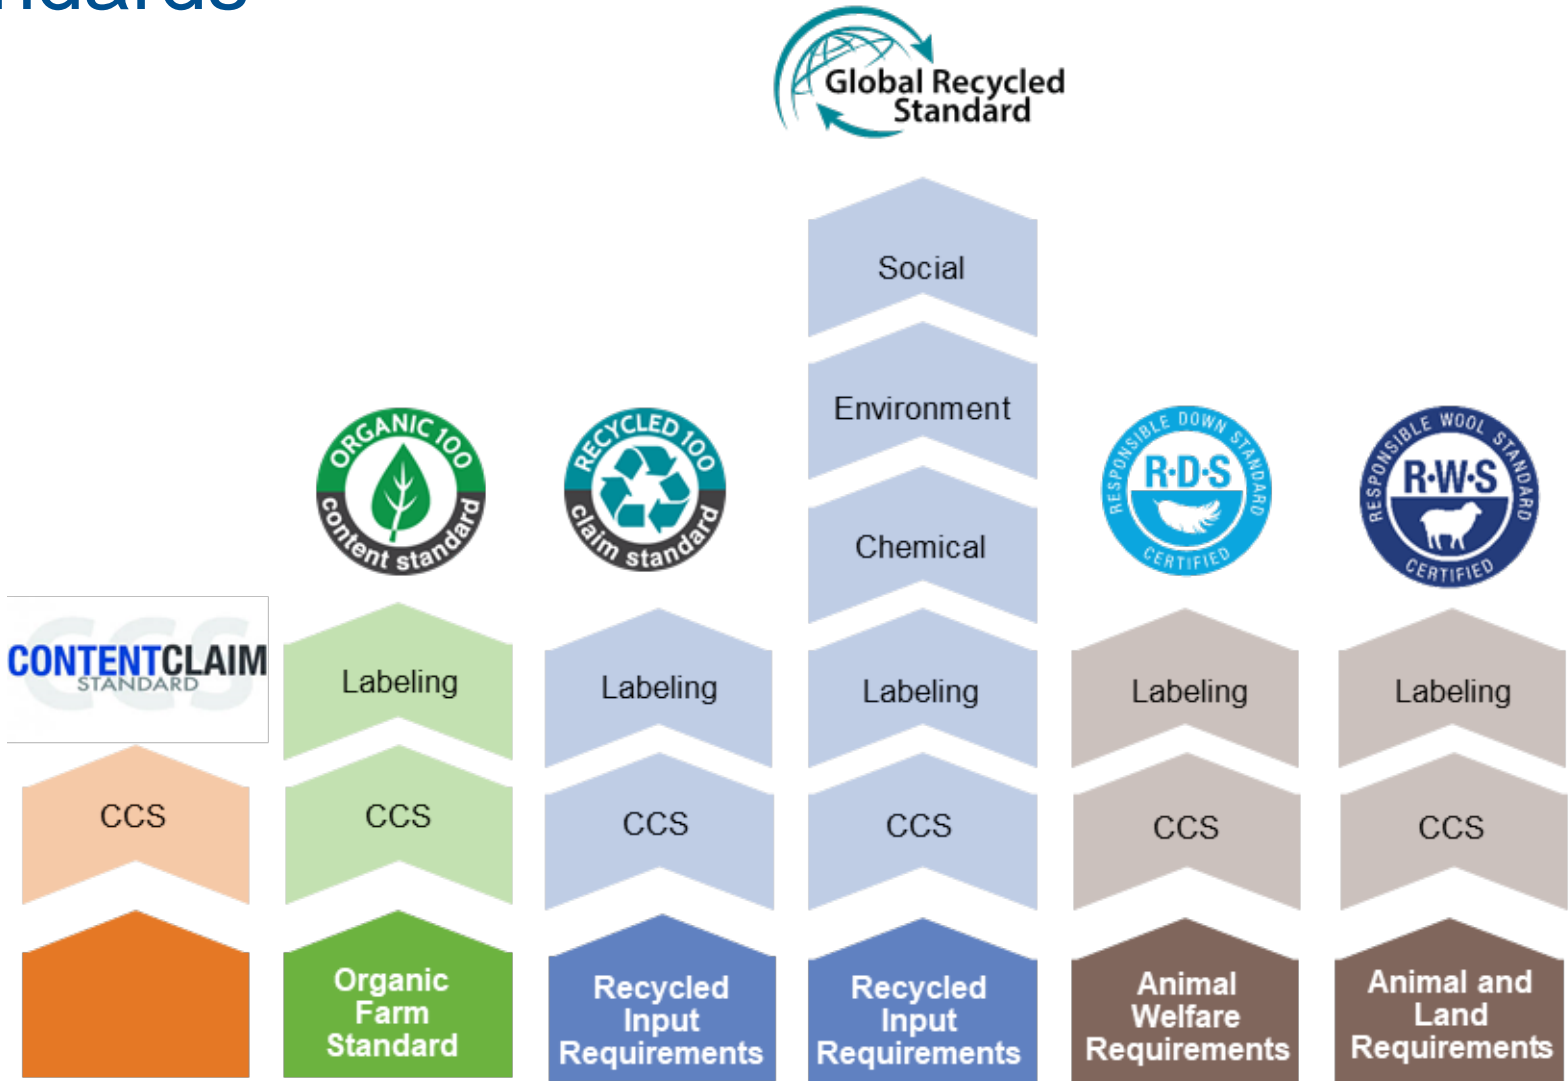 Global Recycled
Standard
Social
Environment
Chemical
ORGANIC 100
content standard
RECYCLED 100
claim standard
RESPONSIBLE DOWN STANDARD
R·D·S
CERTIFIED
RESPONSIBLE WOOL STANDARD
R·W·S
CERTIFIED
CCS
CONTENTCLAIM
STANDARD
Labeling
Labeling
Labeling
Labeling
Labeling
CCS
CCS
CCS
CCS
CCS
CCS
Organic
Farm
Standard
Recycled
Input
Requirements
Recycled
Input
Requirements
Animal
Welfare
Requirements
Animal and
Land
Requirements